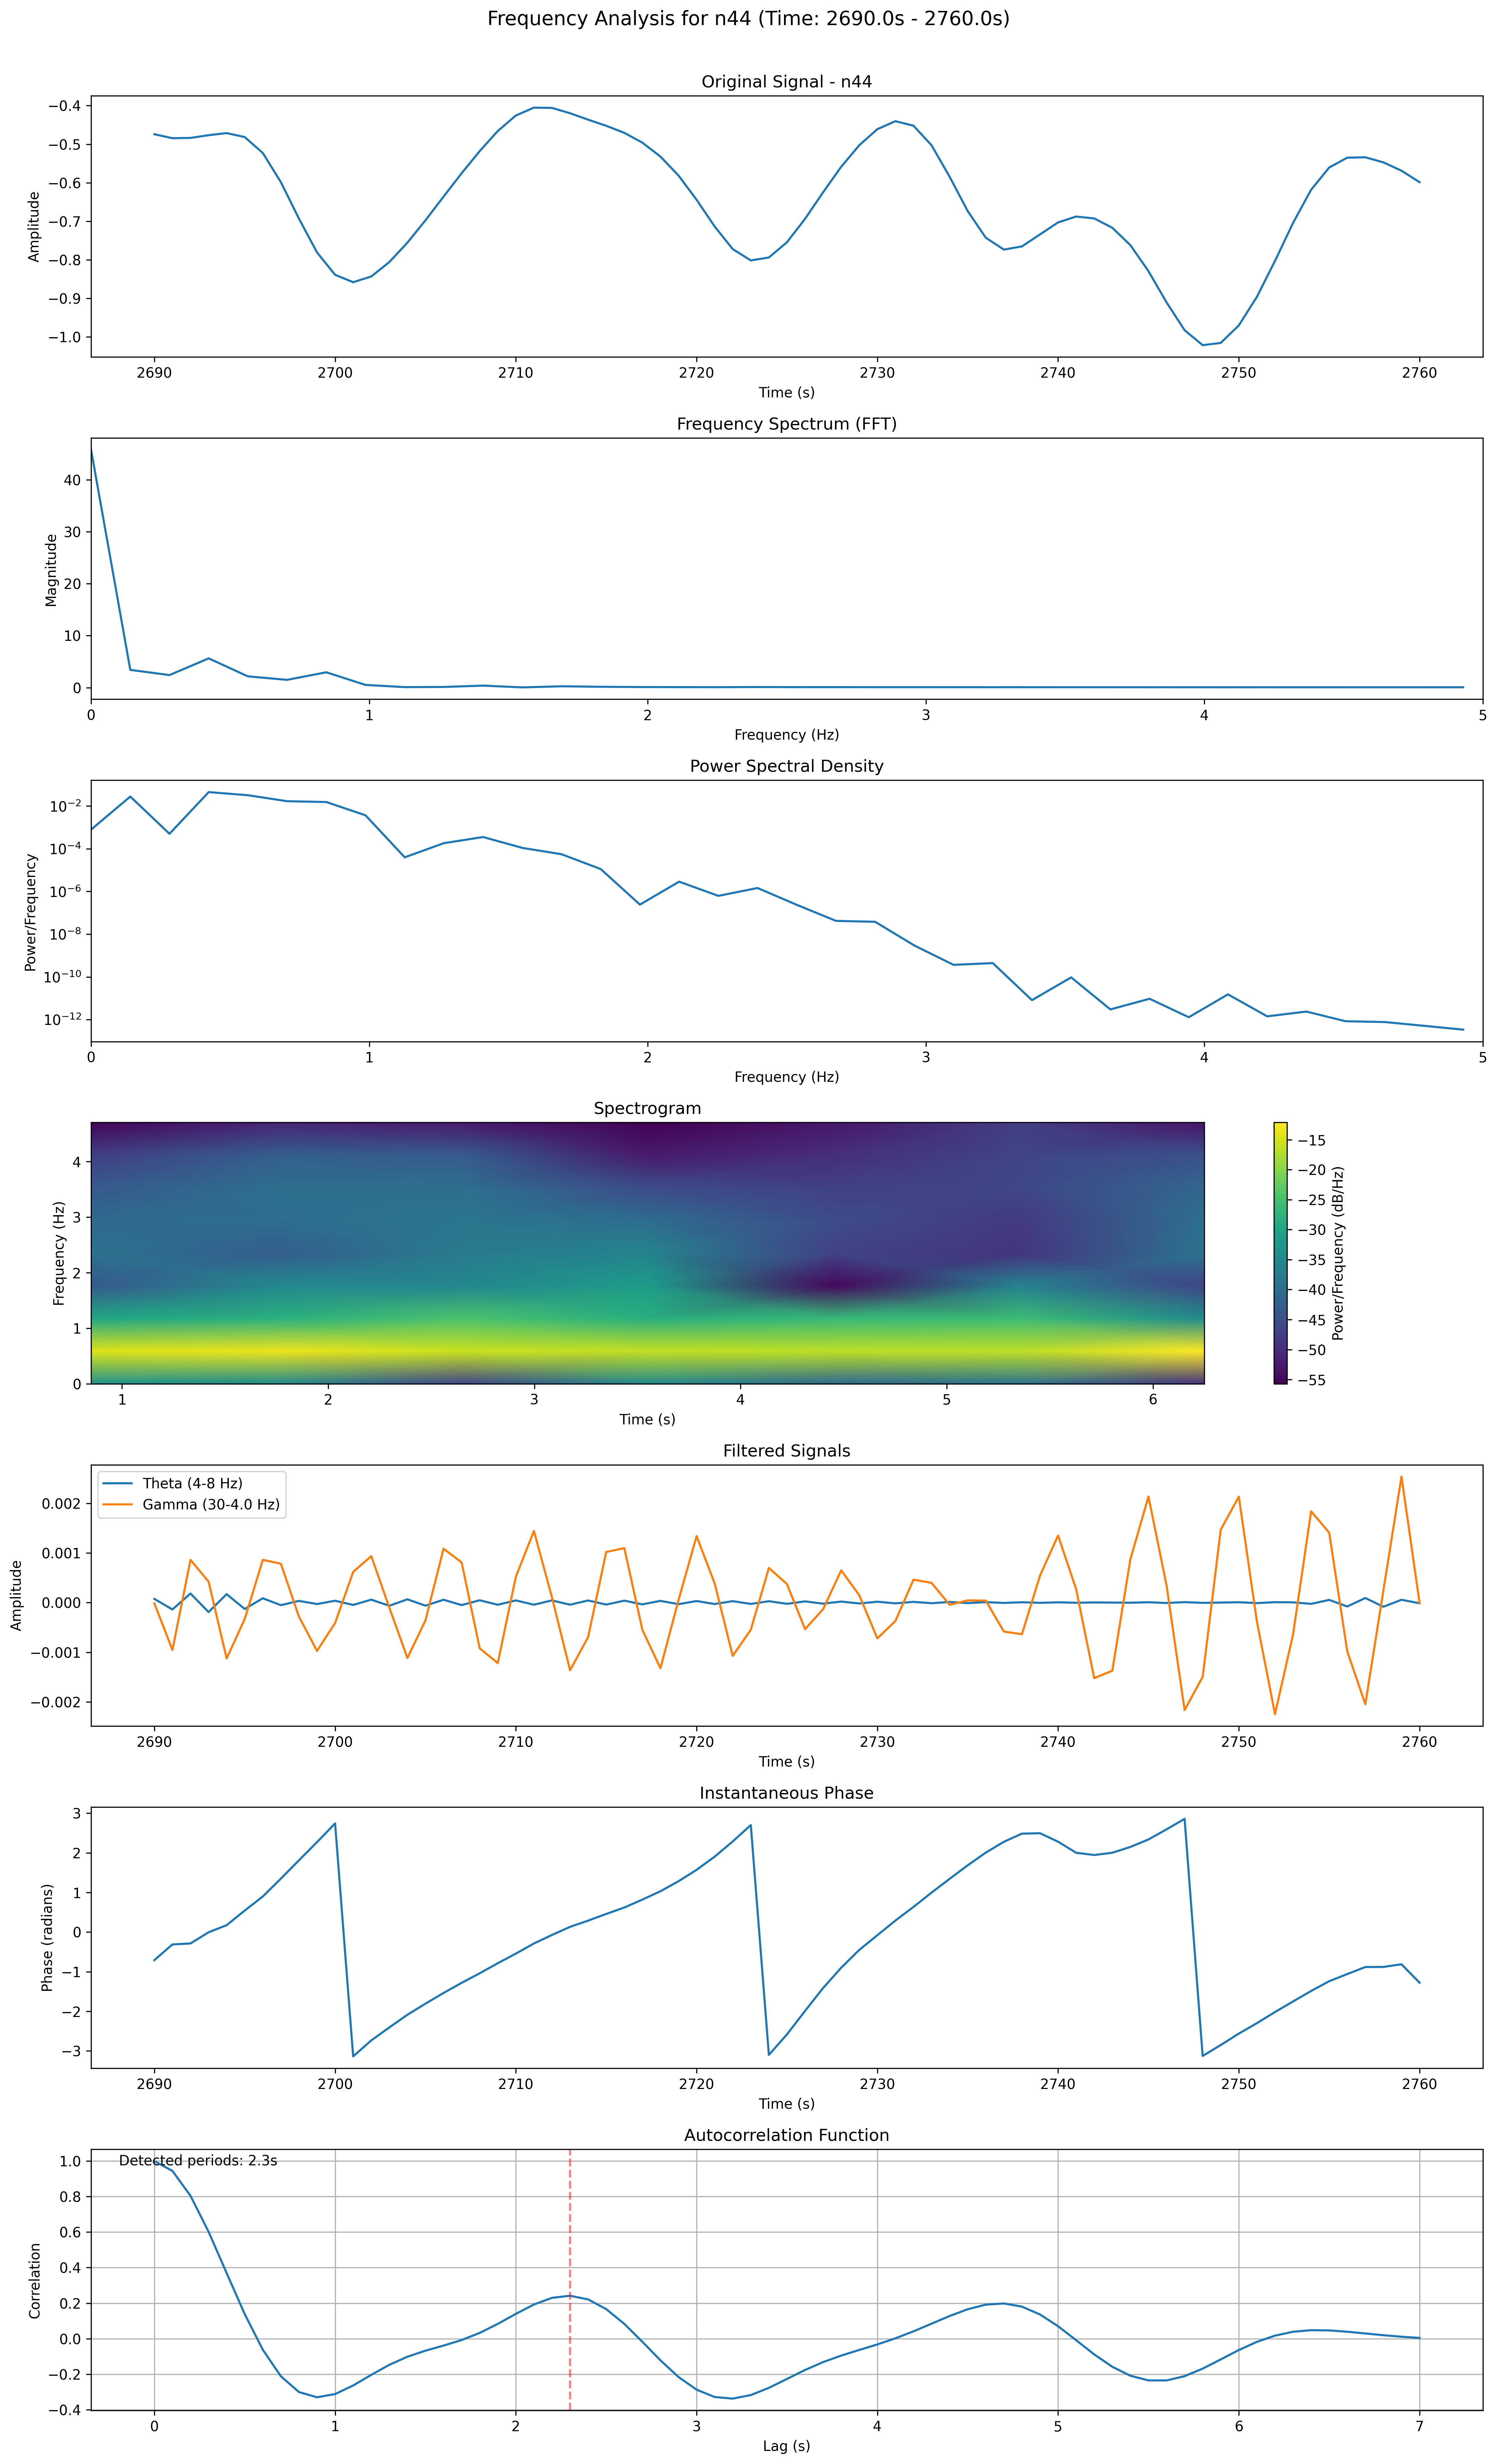 Frequency Analysis for n44 (Time: 2690.0s - 2760.0s)
Original Signal - n44
Amplitude
−0.4
−0.5
−0.6
−0.7
−0.8
−0.9
−1.0
2690 2700 2710 2720 2730 2740 2750 2760
Time (s)
Frequency Spectrum (FFT)
Magnitude
40
30
20
10
0
0 1 2 3 4 5
Frequency (Hz)
Power Spectral Density
Power/Frequency
10⁻²
10⁻⁴
10⁻⁶
10⁻⁸
10⁻¹⁰
10⁻¹²
0 1 2 3 4 5
Frequency (Hz)
Spectrogram
Frequency (Hz)
4
3
2
1
0
1 2 3 4 5 6
Time (s)
−15
−20
−25
−30
−35
−40
−45
−50
−55
Power/Frequency (dB/Hz)
Filtered Signals
Theta (4-8 Hz)
Gamma (30-4.0 Hz)
Amplitude
0.002
0.001
0.000
−0.001
−0.002
2690 2700 2710 2720 2730 2740 2750 2760
Time (s)
Instantaneous Phase
Phase (radians)
3
2
1
0
−1
−2
−3
2690 2700 2710 2720 2730 2740 2750 2760
Time (s)
Autocorrelation Function
Detected periods: 2.3s
Correlation
1.0
0.8
0.6
0.4
0.2
0.0
−0.2
−0.4
0 1 2 3 4 5 6 7
Lag (s)